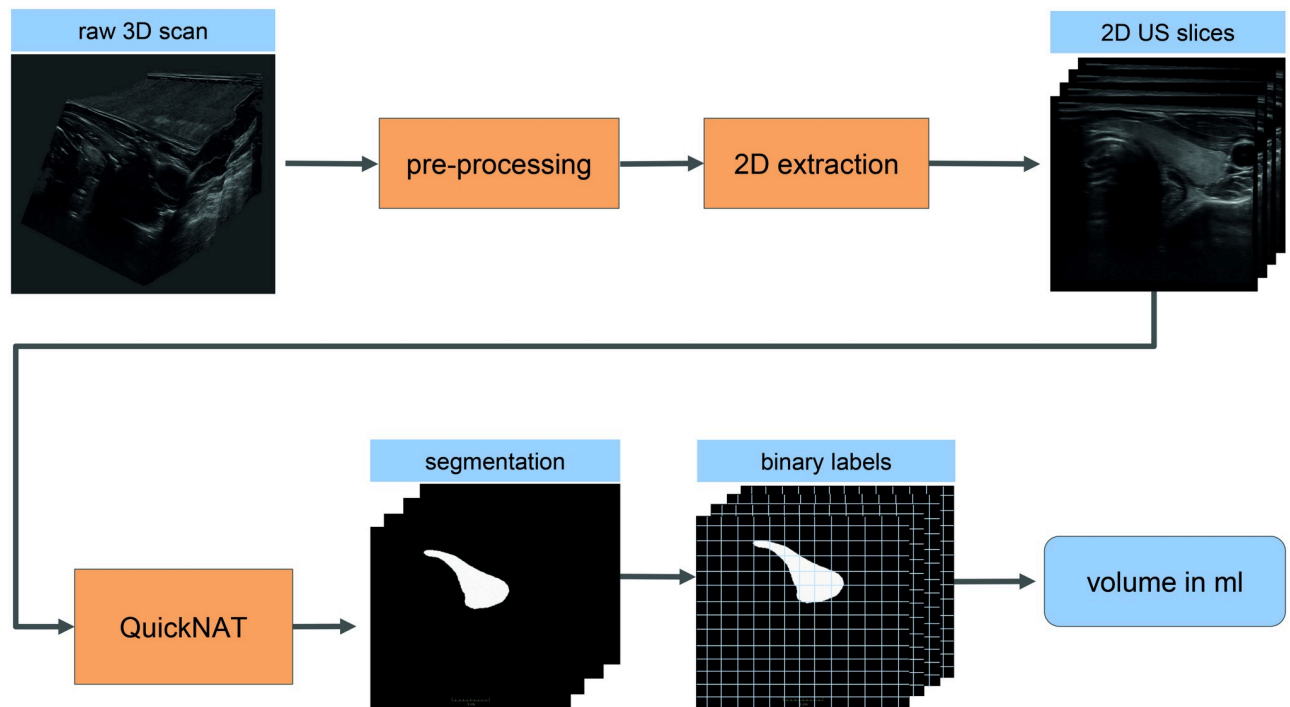 raw 3D scan
2D US slices
pre-processing
2D extraction
segmentation
binary labels
QuickNAT
volume in ml